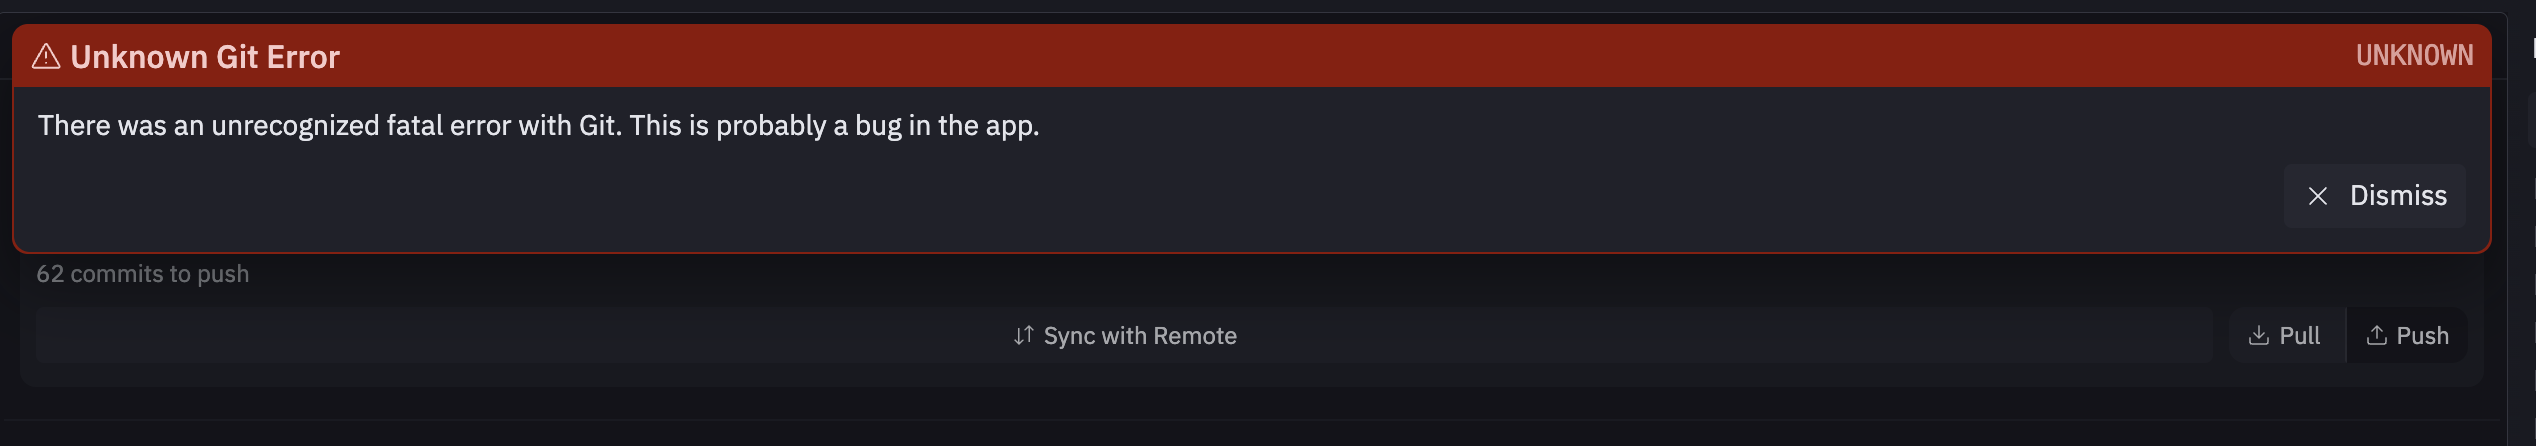 Unknown Git Error
UNKNOWN
There was an unrecognized fatal error with Git. This is probably a bug in the app.
Dismiss
62 commits to push
Sync with Remote
Pull
Push